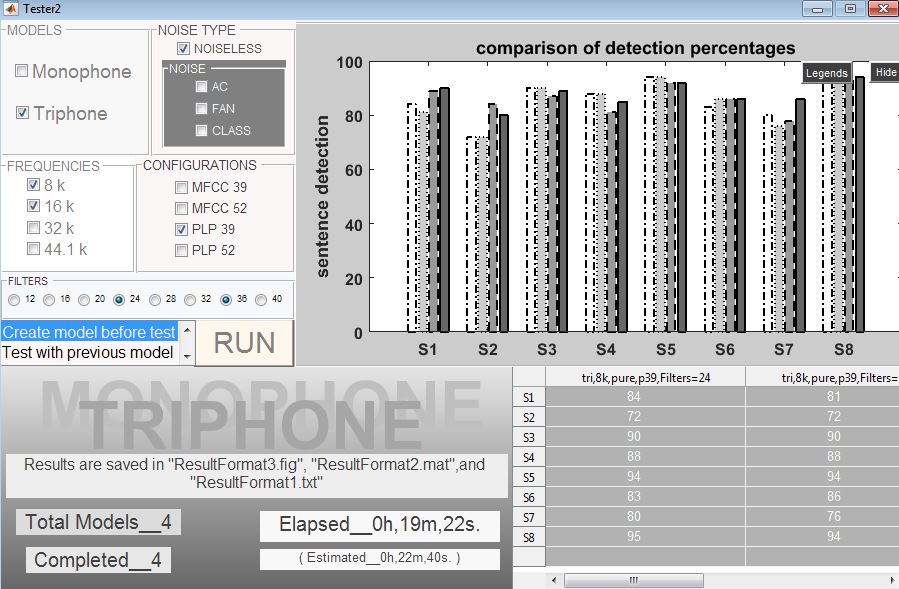 Tester2
MODELS
Monophone
Triphone
NOISE TYPE
NOISELESS
NOISE
AC
FAN
CLASS
FREQUENCIES
8 k
16 k
32 k
44.1 k
CONFIGURATIONS
MFCC 39
MFCC 52
PLP 39
PLP 52
FILTERS
12 16 20 24 28 32 36 40
Create model before test
Test with previous model
RUN
comparison of detection percentages
Legends
Hide
sentence detection
100
80
60
40
20
0
S1 S2 S3 S4 S5 S6 S7 S8
MONOPHONE
TRIPHONE
Results are saved in "ResultFormat3.fig", "ResultFormat2.mat",and
"ResultFormat1.txt"
Total Models__4
Completed__4
Elapsed__0h,19m,22s.
( Estimated__0h,22m,40s. )
tri,8k,pure,p39,Filters=24 tri,8k,pure,p39,Filters=
S1 84 81
S2 72 72
S3 90 90
S4 88 88
S5 94 94
S6 83 86
S7 80 76
S8 95 94